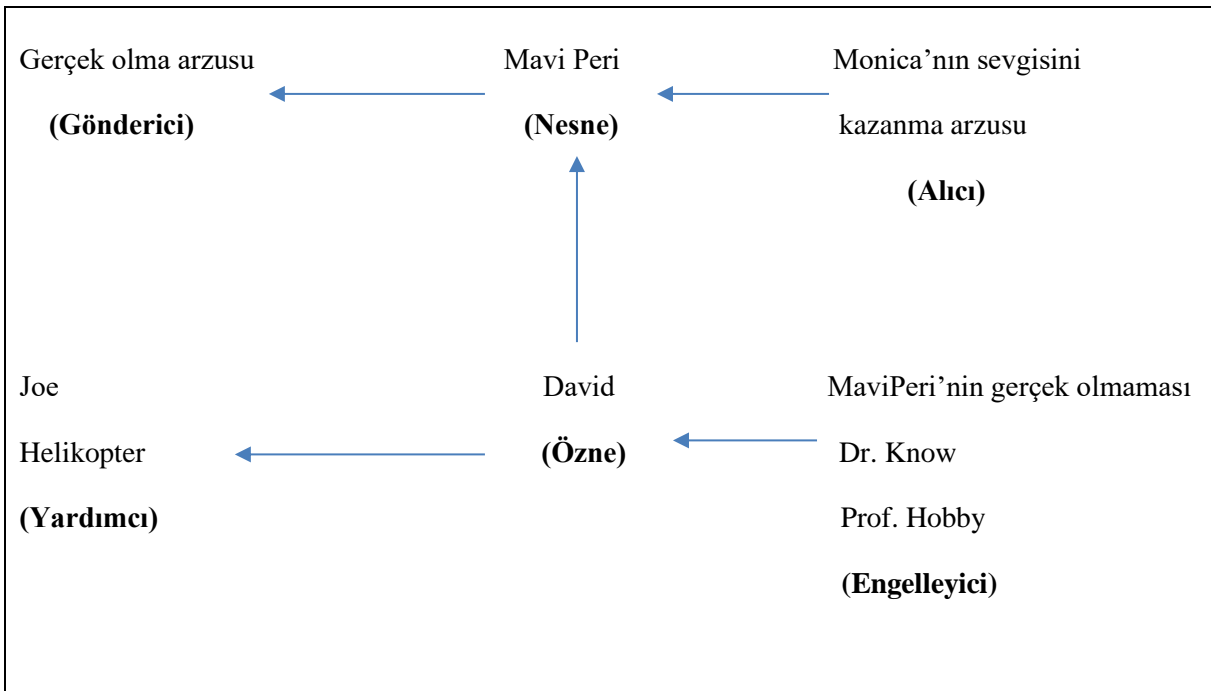 Gerçek olma arzusu
Mavi Peri
Monica’nın sevgisini
(Gönderici)
(Nesne)
kazanma arzusu
(Alıcı)
Joe
David
MaviPeri’nin gerçek olmaması
Helikopter
(Özne)
Dr. Know
(Yardımcı)
Prof. Hobby
(Engelleyici)